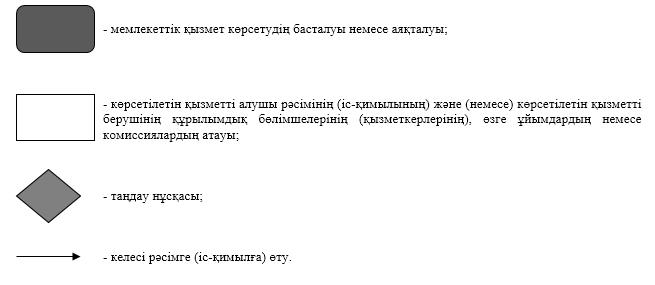 - мемлекеттік қызмет көрсетудің басталуы немесе аяқталуы;
- көрсетілетін қызметті алушы рәсімінің (іс-қимылының) және (немесе) көрсетілетін қызметті
берушінің құрылымдық бөлімшелерінің (қызметкерлерінің), өзге ұйымдардың немесе
комиссиялардың атауы;
- таңдау нұсқасы;
- келесі рәсімге (іс-қимылға) өту.